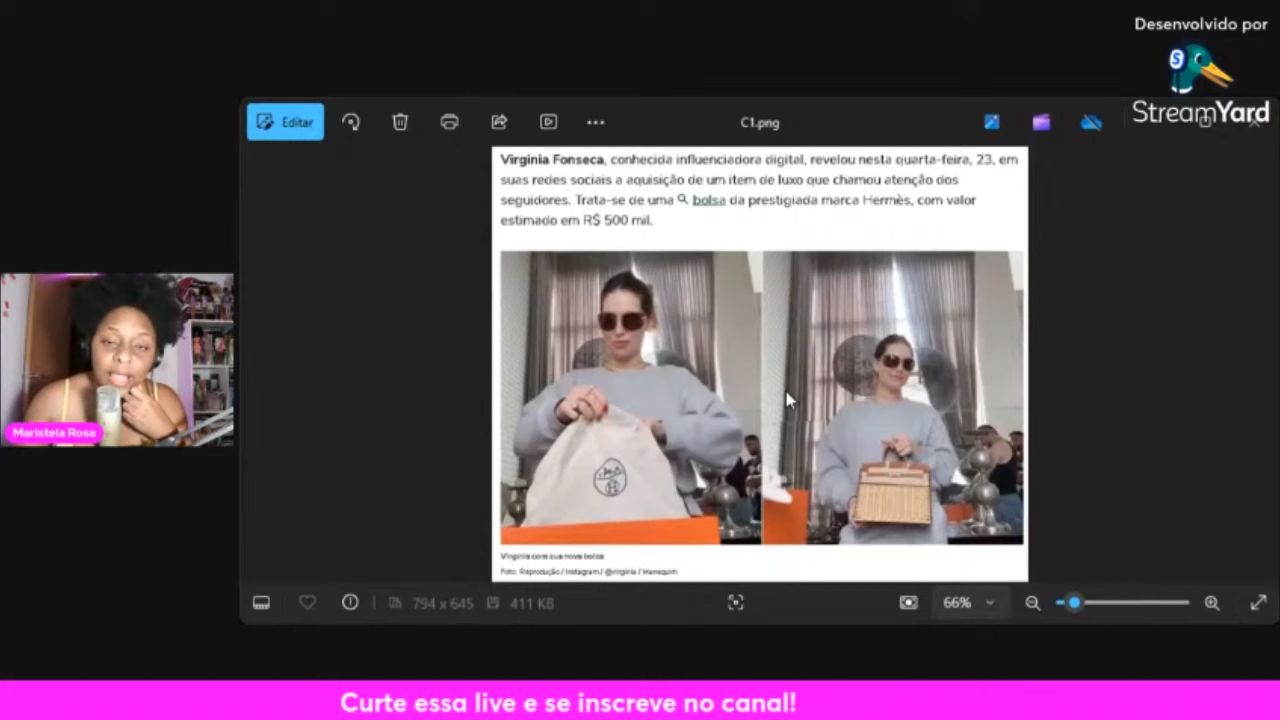 Desenvolvido por
StreamYard
Editar
C1.png
Virgínia Fonseca, conhecida influenciadora digital, revelou nesta quarta-feira, 23, em
suas redes sociais a aquisição de um item de luxo que chamou atenção dos
seguidores. Trata-se de uma bolsa da prestigiada marca Hermès, com valor
estimado em R$ 500 mil.
Maristela Rosa
Virgínia com sua nova bolsa
Foto: Reprodução / Instagram / @virginia / Manequim
794 x 645
411 KB
66%
Curte essa live e se inscreve no canal!